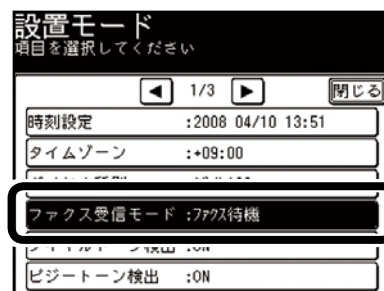 設置モード
項目を選択してください
1/3
閉じる
時刻設定 :2008 04/10 13:51
タイムゾーン :+09:00
ファクス受信モード :ファクス待機
:ON
ビジートーン検出 :ON